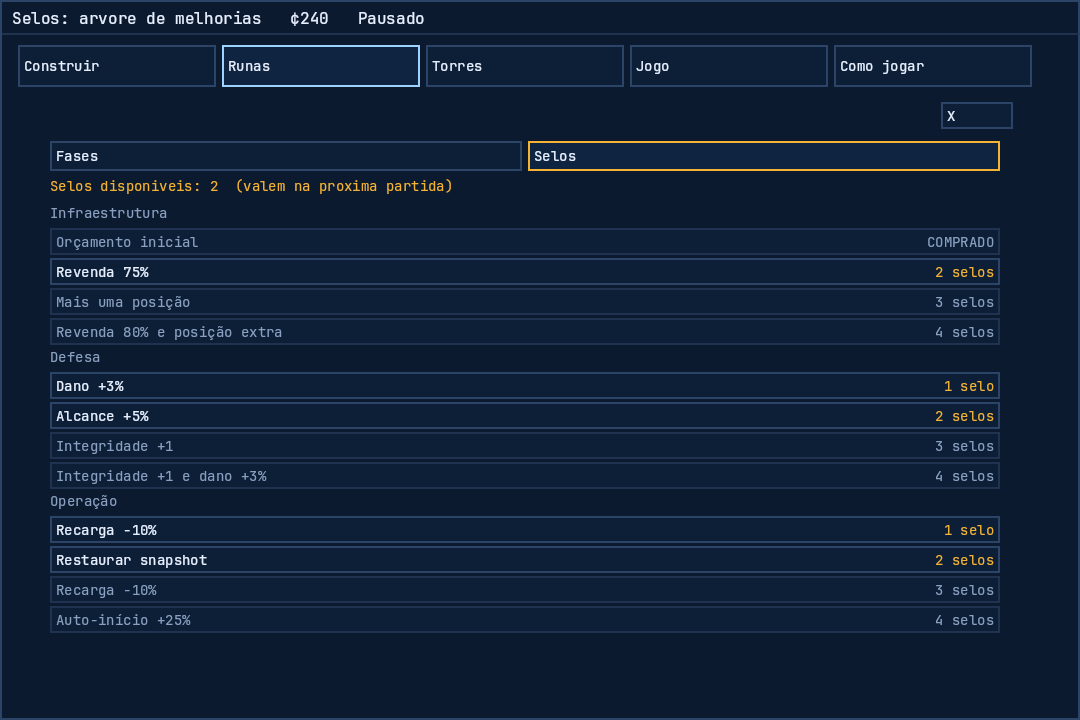 Selos: arvore de melhorias ¢240 Pausado
Construir Runas Torres Jogo Como jogar
X
Fases Selos
Selos disponiveis: 2 (valem na proxima partida)
Infraestrutura
Orçamento inicial COMPRADO
Revenda 75% 2 selos
Mais uma posição 3 selos
Revenda 80% e posição extra 4 selos
Defesa
Dano +3% 1 selo
Alcance +5% 2 selos
Integridade +1 3 selos
Integridade +1 e dano +3% 4 selos
Operação
Recarga -10% 1 selo
Restaurar snapshot 2 selos
Recarga -10% 3 selos
Auto-início +25% 4 selos